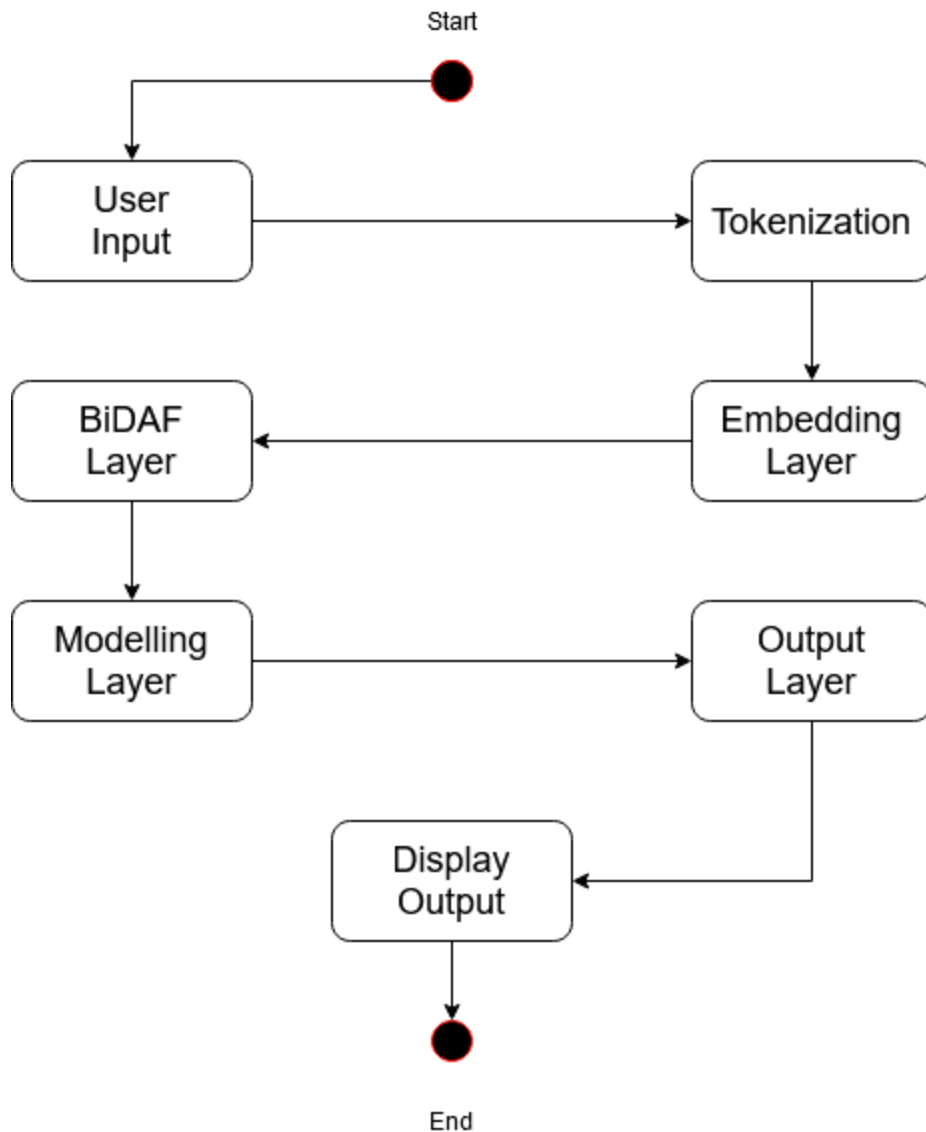 Start
User
Input
Tokenization
BiDAF
Layer
Embedding
Layer
Modelling
Layer
Output
Layer
Display
Output
End